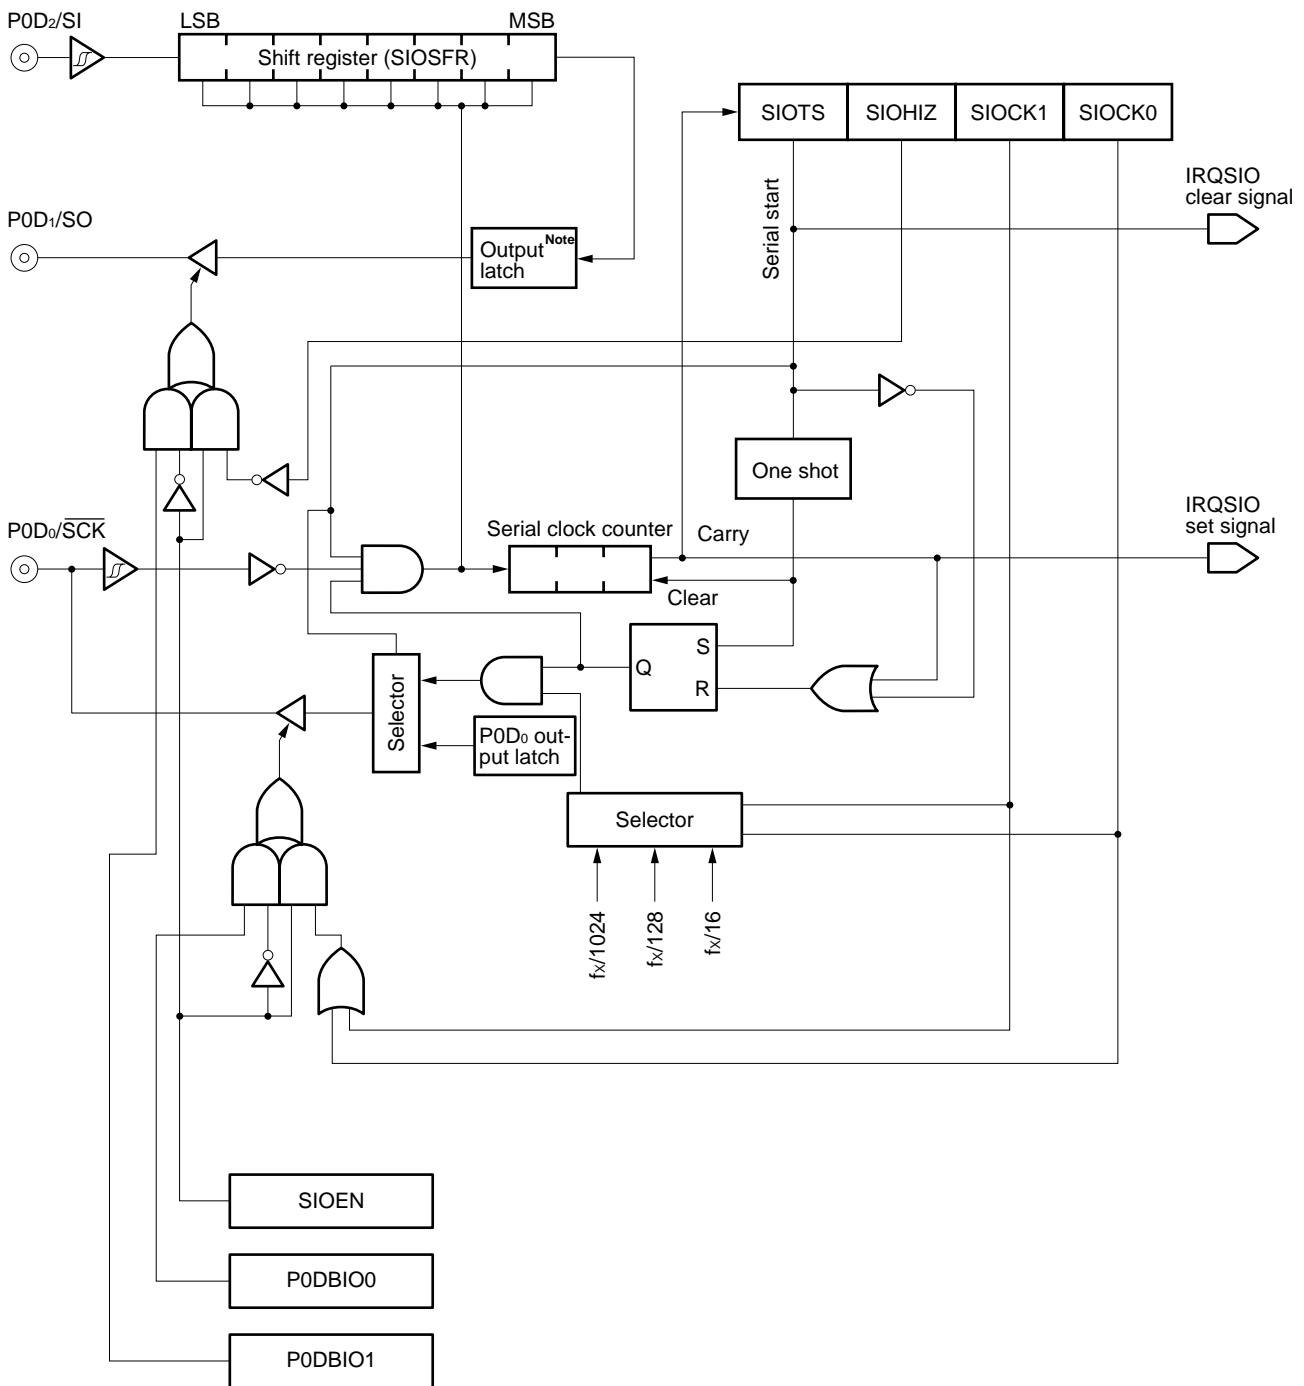 P0D₂/SI
LSB
MSB
Shift register (SIOSFR)
SIOTS
SIOHIZ
SIOCK1
SIOCK0
IRQSIO
clear signal
Serial start
P0D₁/SO
Output Note
latch
One shot
IRQSIO
set signal
P0D₀/S̅C̅K̅
Serial clock counter
Carry
Clear
S
Q
R
Selector
P0D₀ out-
put latch
Selector
fx/1024
fx/128
fx/16
SIOEN
P0DBIO0
P0DBIO1